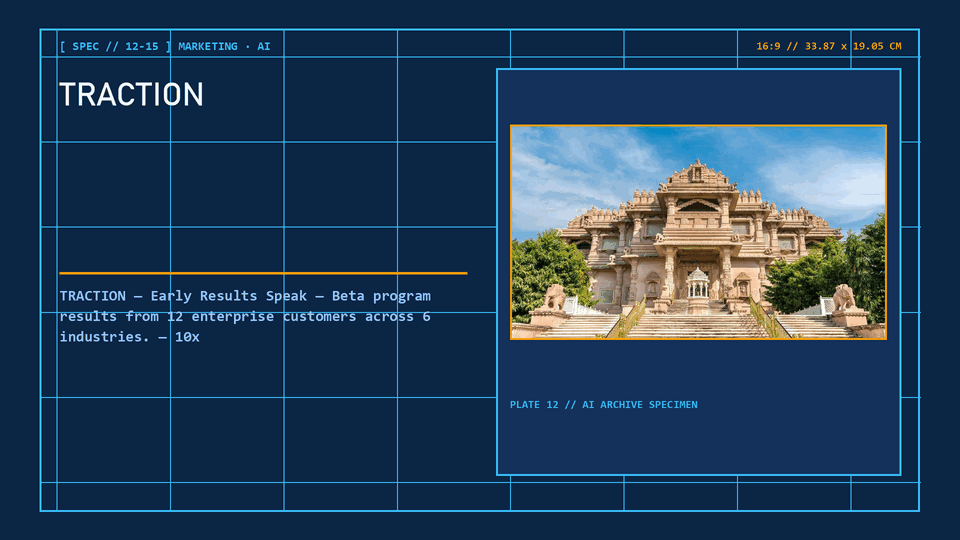 [ SPEC // 12-15 ] MARKETING · AI
16:9 // 33.87 x 19.05 CM
TRACTION
TRACTION — Early Results Speak — Beta program
results from 12 enterprise customers across 6
industries. — 10x
PLATE 12 // AI ARCHIVE SPECIMEN